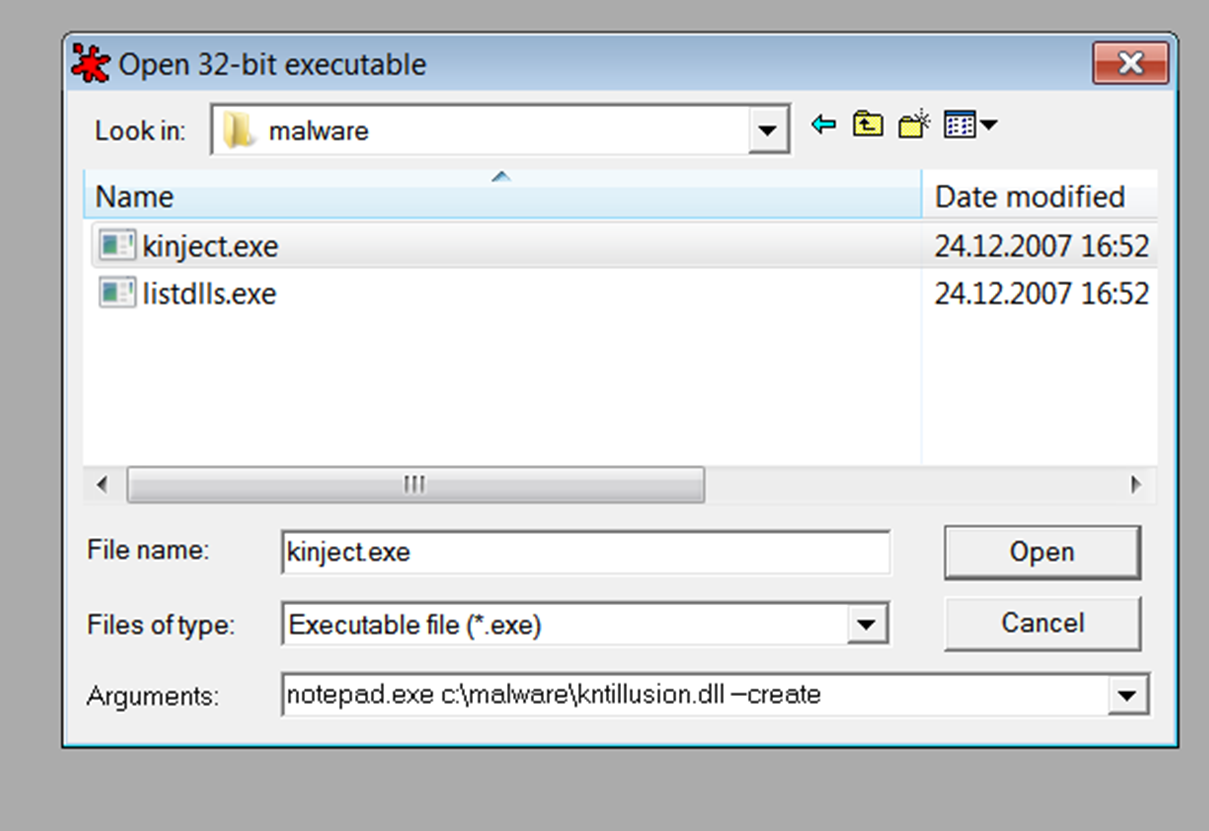 Open 32-bit executable
Look in: malware
Name Date modified
kinject.exe 24.12.2007 16:52
listdlls.exe 24.12.2007 16:52
File name: kinject.exe Open
Files of type: Executable file (*.exe) Cancel
Arguments: notepad.exe c:\malware\kntillusion.dll –create